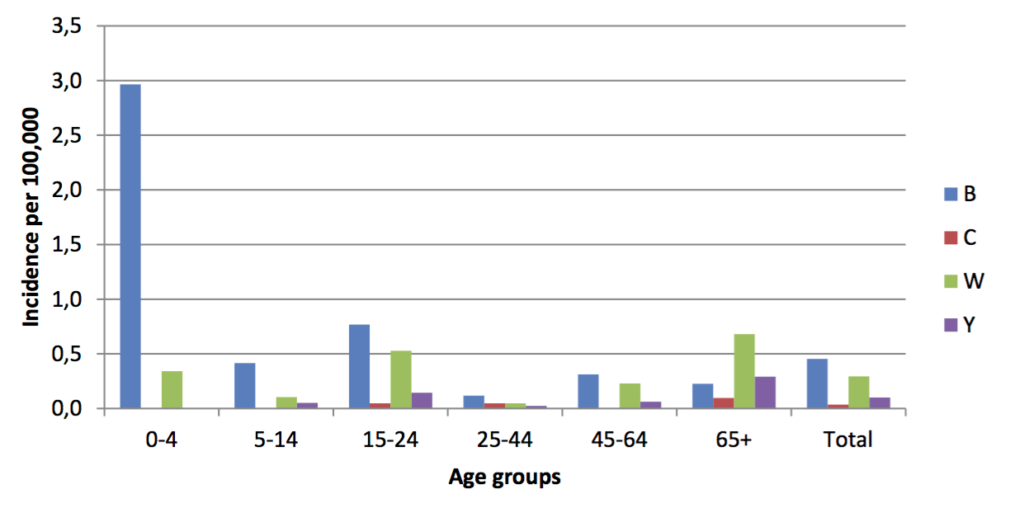 3,5
3,0
2,5
2,0
1,5
1,0
0,5
0,0
Incidence per 100,000
0-4 5-14 15-24 25-44 45-64 65+ Total
Age groups
B
C
W
Y